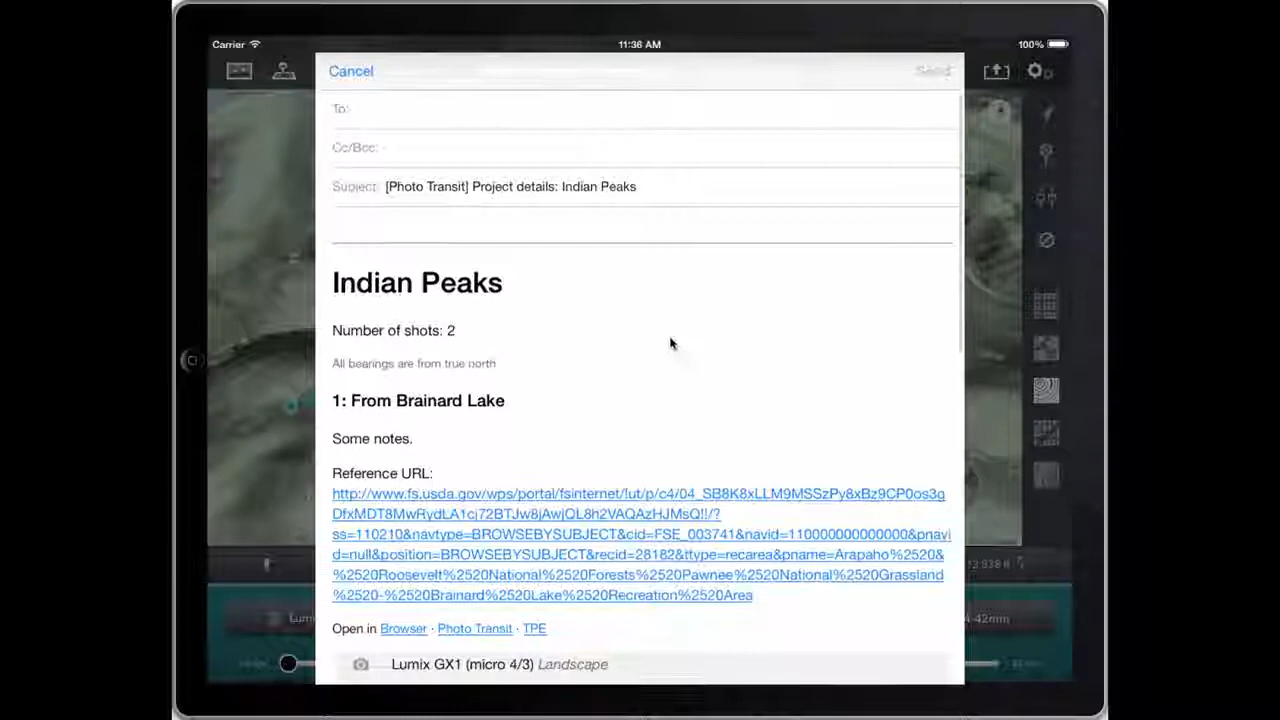 Carrier
11:36 AM
100%
Cancel
Send
To:
Cc/Bcc:
Subject: [Photo Transit] Project details: Indian Peaks
Indian Peaks
Number of shots: 2
All bearings are from true north
1: From Brainard Lake
Some notes.
Reference URL:
http://www.fs.usda.gov/wps/portal/fsinternet/!ut/p/c4/04_SB8K8xLLM9MSSzPy8xBz9CP0os3g
DfxMDT8MwRydLA1cj72BTJw8jAwjQL8h2VAQAzHJMsQ!!/?
ss=110210&navtype=BROWSEBYSUBJECT&cid=FSE_003741&navid=110000000000000&pnavi
d=null&position=BROWSEBYSUBJECT&recid=28182&ttype=recarea&pname=Arapaho%2520&
%2520Roosevelt%2520National%2520Forests%2520Pawnee%2520National%2520Grassland
%2520-%2520Brainard%2520Lake%2520Recreation%2520Area
Open in Browser · Photo Transit · TPE
Lumix GX1 (micro 4/3) Landscape